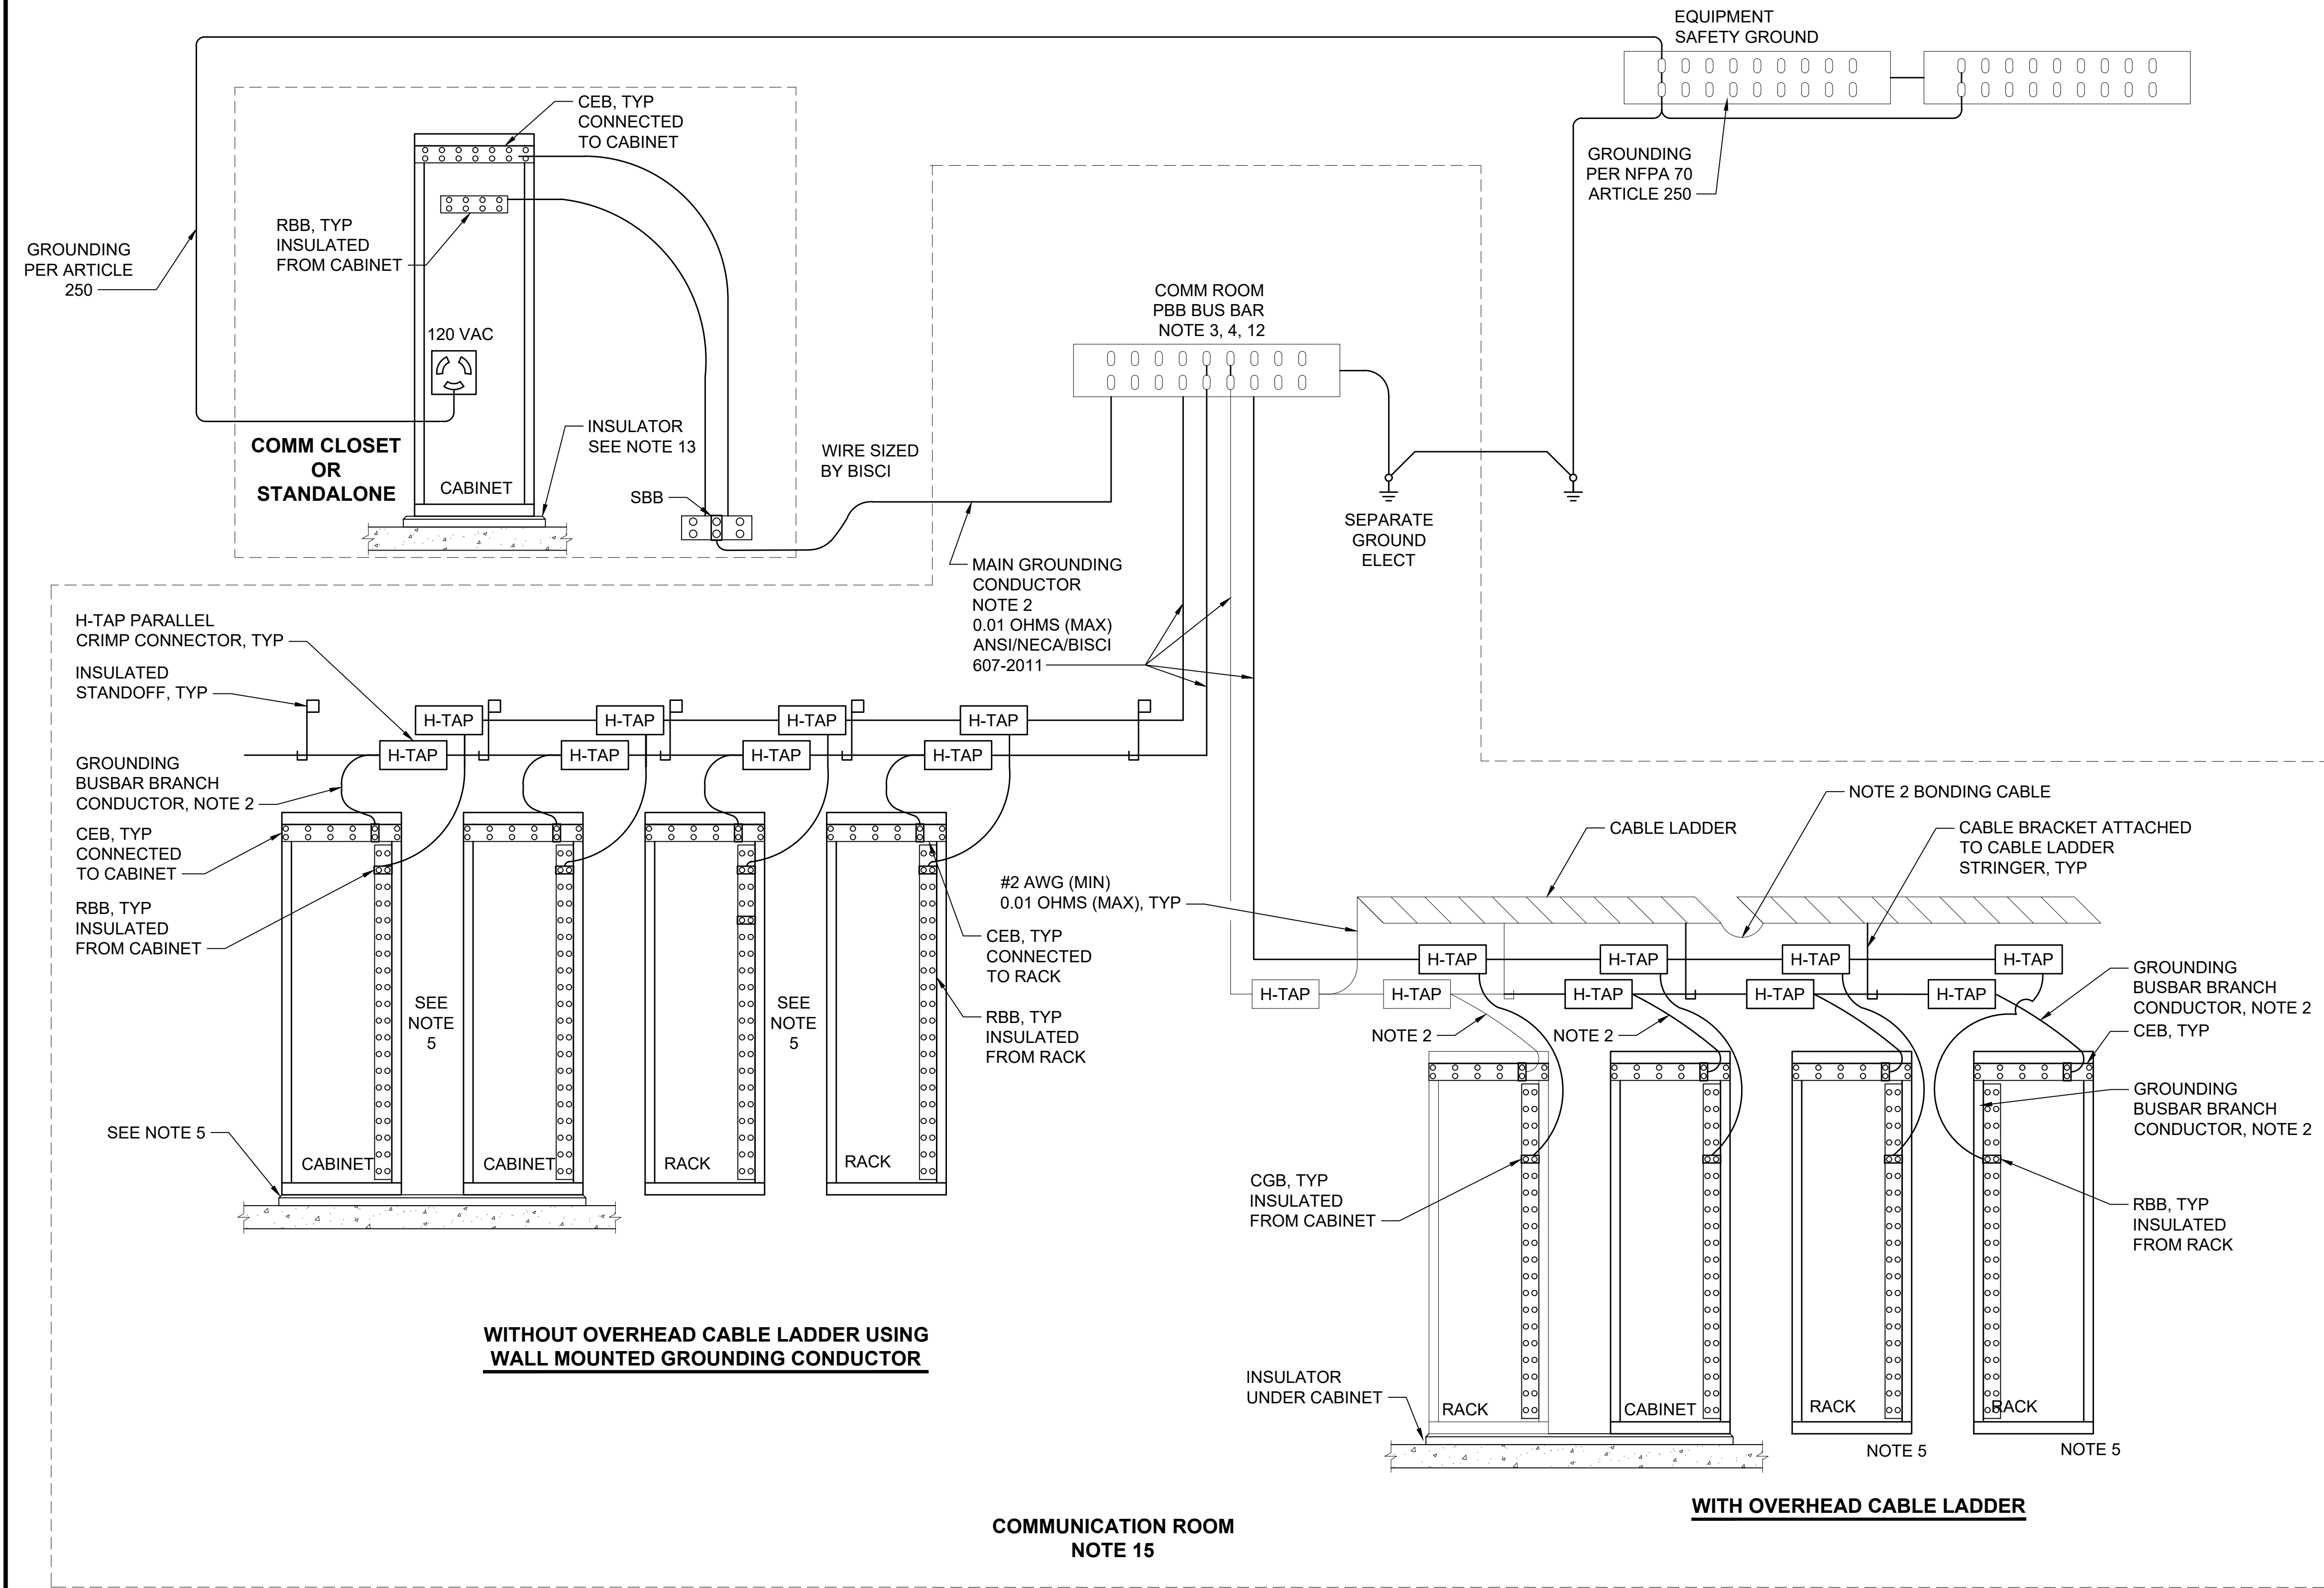 EQUIPMENT
SAFETY GROUND
GROUNDING
PER NFPA 70
ARTICLE 250
CEB, TYP
CONNECTED
TO CABINET
RBB, TYP
INSULATED
FROM CABINET
GROUNDING
PER ARTICLE
250
120 VAC
COMM CLOSET
OR
STANDALONE
CABINET
INSULATOR
SEE NOTE 13
SBB
WIRE SIZED
BY BISCI
COMM ROOM
PBB BUS BAR
NOTE 3, 4, 12
SEPARATE
GROUND
ELECT
MAIN GROUNDING
CONDUCTOR
NOTE 2
0.01 OHMS (MAX)
ANSI/NECA/BISCI
607-2011
H-TAP PARALLEL
CRIMP CONNECTOR, TYP
INSULATED
STANDOFF, TYP
H-TAP
H-TAP
H-TAP
H-TAP
H-TAP
H-TAP
H-TAP
H-TAP
GROUNDING
BUSBAR BRANCH
CONDUCTOR, NOTE 2
CEB, TYP
CONNECTED
TO CABINET
RBB, TYP
INSULATED
FROM CABINET
SEE NOTE 5
SEE
NOTE
5
SEE
NOTE
5
CEB, TYP
CONNECTED
TO RACK
RBB, TYP
INSULATED
FROM RACK
CABINET
CABINET
RACK
RACK
WITHOUT OVERHEAD CABLE LADDER USING
WALL MOUNTED GROUNDING CONDUCTOR
#2 AWG (MIN)
0.01 OHMS (MAX), TYP
CABLE LADDER
NOTE 2 BONDING CABLE
CABLE BRACKET ATTACHED
TO CABLE LADDER
STRINGER, TYP
H-TAP
H-TAP
H-TAP
H-TAP
H-TAP
H-TAP
H-TAP
H-TAP
H-TAP
NOTE 2
NOTE 2
GROUNDING
BUSBAR BRANCH
CONDUCTOR, NOTE 2
CEB, TYP
GROUNDING
BUSBAR BRANCH
CONDUCTOR, NOTE 2
CGB, TYP
INSULATED
FROM CABINET
RBB, TYP
INSULATED
FROM RACK
INSULATOR
UNDER CABINET
RACK
CABINET
RACK
RACK
NOTE 5
NOTE 5
WITH OVERHEAD CABLE LADDER
COMMUNICATION ROOM
NOTE 15